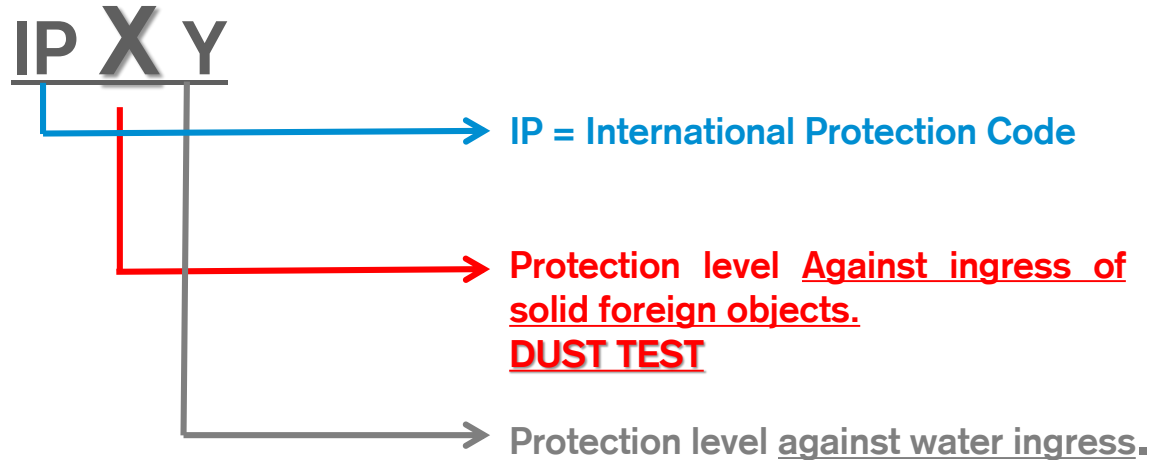 IP X Y
IP = International Protection Code
Protection level Against ingress of
solid foreign objects.
DUST TEST
Protection level against water ingress.